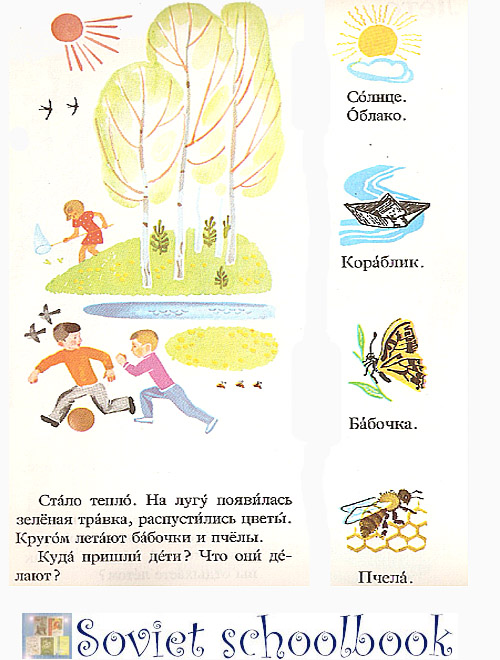 Со́лнце.
О́блако.
Кора́блик.
Ба́бочка.
Пчела́.
Ста́ло тепло́. На лугу́ появи́лась
зелёная тра́вка, распусти́лись цветы́.
Круго́м лета́ют ба́бочки и пчёлы.
Куда́ пришли́ де́ти? Что они́ де́-
лают?
Soviet schoolbook